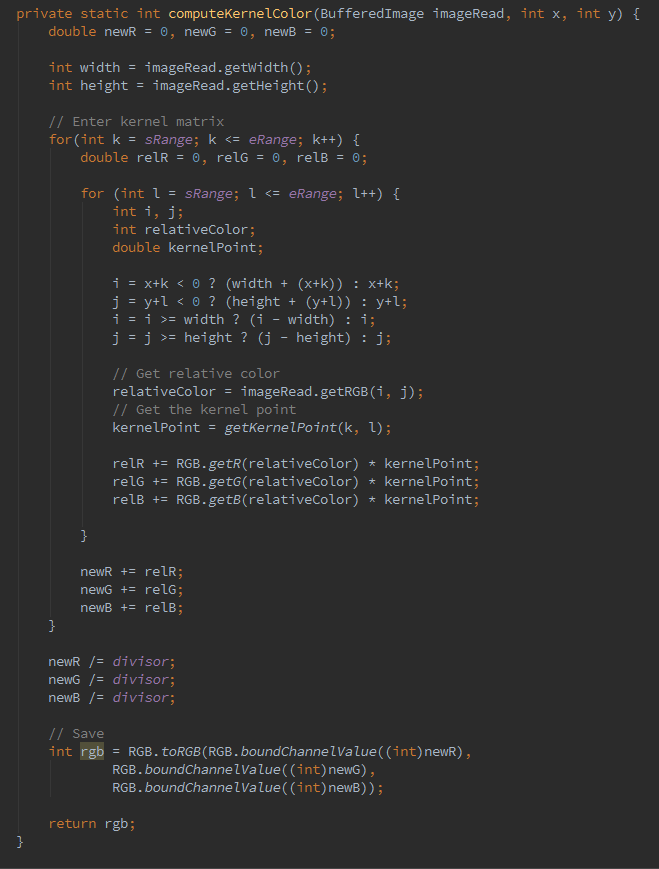 private static int computeKernelColor(BufferedImage imageRead, int x, int y) {
double newR = 0, newG = 0, newB = 0;
int width = imageRead.getWidth();
int height = imageRead.getHeight();
// Enter kernel matrix
for(int k = sRange; k <= eRange; k++) {
double relR = 0, relG = 0, relB = 0;
for (int l = sRange; l <= eRange; l++) {
int i, j;
int relativeColor;
double kernelPoint;
i = x+k < 0 ? (width + (x+k)) : x+k;
j = y+l < 0 ? (height + (y+l)) : y+l;
i = i >= width ? (i - width) : i;
j = j >= height ? (j - height) : j;
// Get relative color
relativeColor = imageRead.getRGB(i, j);
// Get the kernel point
kernelPoint = getKernelPoint(k, l);
relR += RGB.getR(relativeColor) * kernelPoint;
relG += RGB.getG(relativeColor) * kernelPoint;
relB += RGB.getB(relativeColor) * kernelPoint;
}
newR += relR;
newG += relG;
newB += relB;
}
newR /= divisor;
newG /= divisor;
newB /= divisor;
// Save
int rgb = RGB.toRGB(RGB.boundChannelValue((int)newR),
RGB.boundChannelValue((int)newG),
RGB.boundChannelValue((int)newB));
return rgb;
}